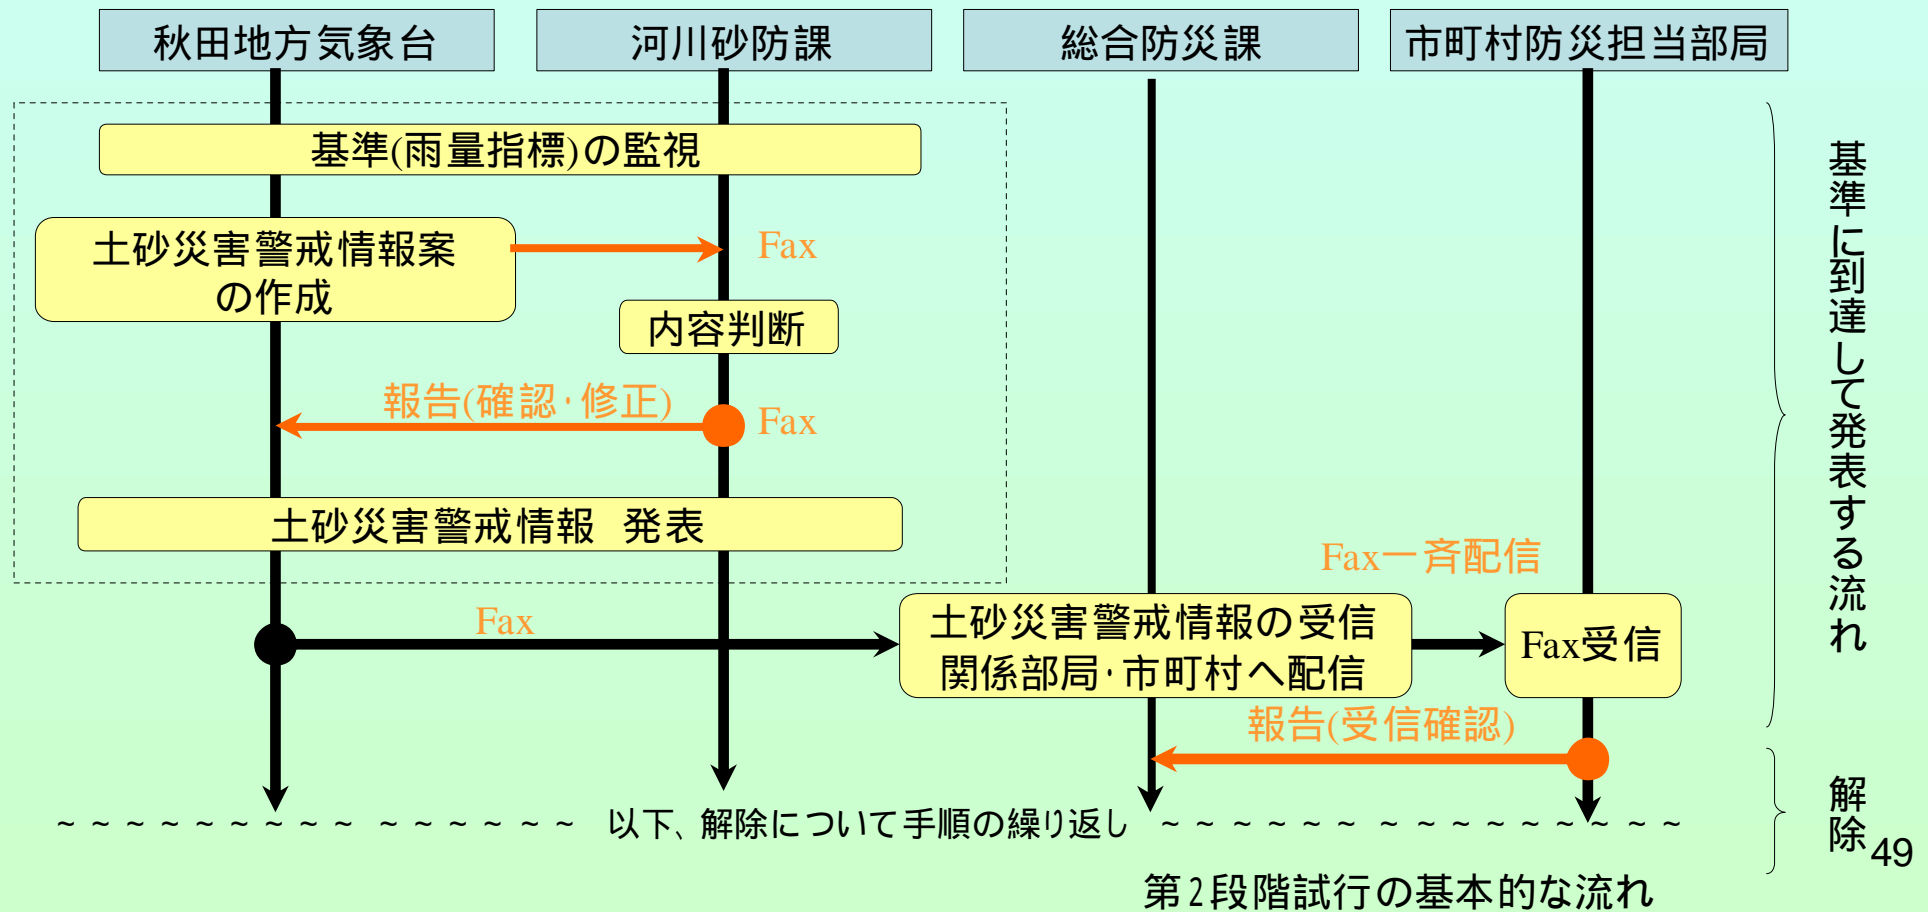 秋田地方気象台
河川砂防課
総合防災課
市町村防災担当部局
基準(雨量指標)の監視
土砂災害警戒情報案
の作成
Fax
内容判断
報告(確認・修正)
Fax
土砂災害警戒情報 発表
Fax一斉配信
Fax
土砂災害警戒情報の受信
関係部局・市町村へ配信
Fax受信
報告(受信確認)
基準に到達して発表する流れ
解除
~ ~ ~ ~ ~ ~ ~ ~ ~ ~ ~ ~ ~ ~ ~ 以下、解除について手順の繰り返し ~ ~ ~ ~ ~ ~ ~ ~ ~ ~ ~ ~ ~ ~ ~
49
第2段階試行の基本的な流れ